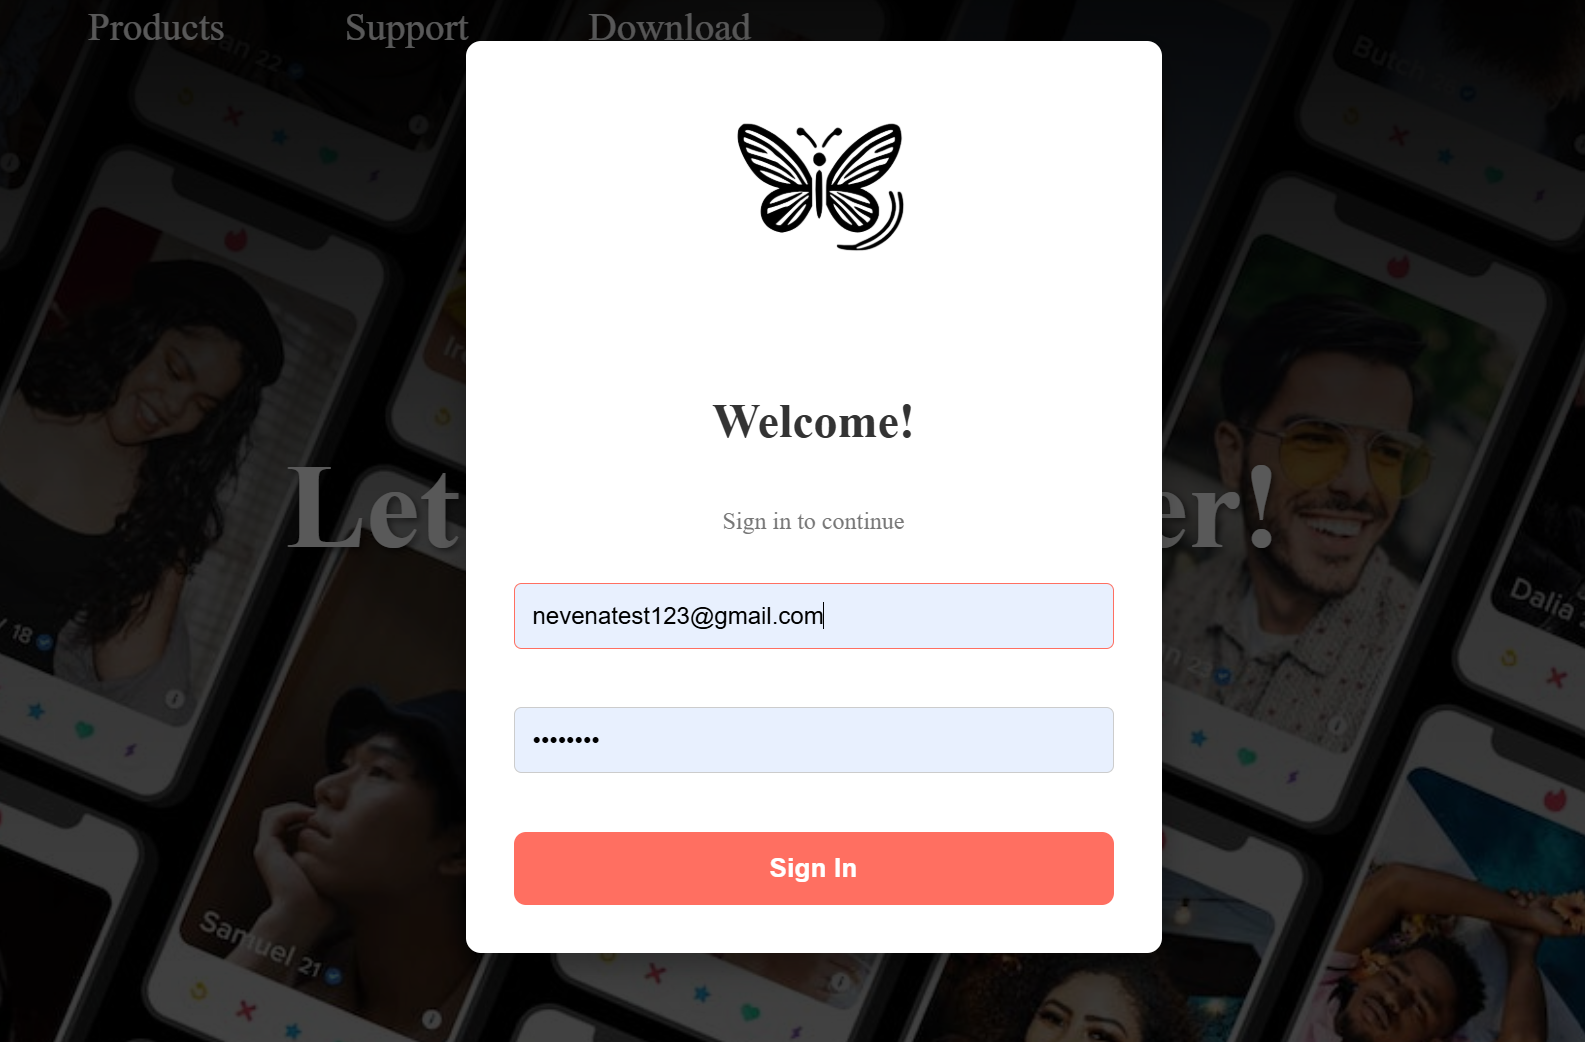 Products Support Download
an 22
Butch
Welcome!
Let er!
Sign in to continue
nevenatest123@gmail.com
••••••••
Sign In
18
Dalia
Samuel 21